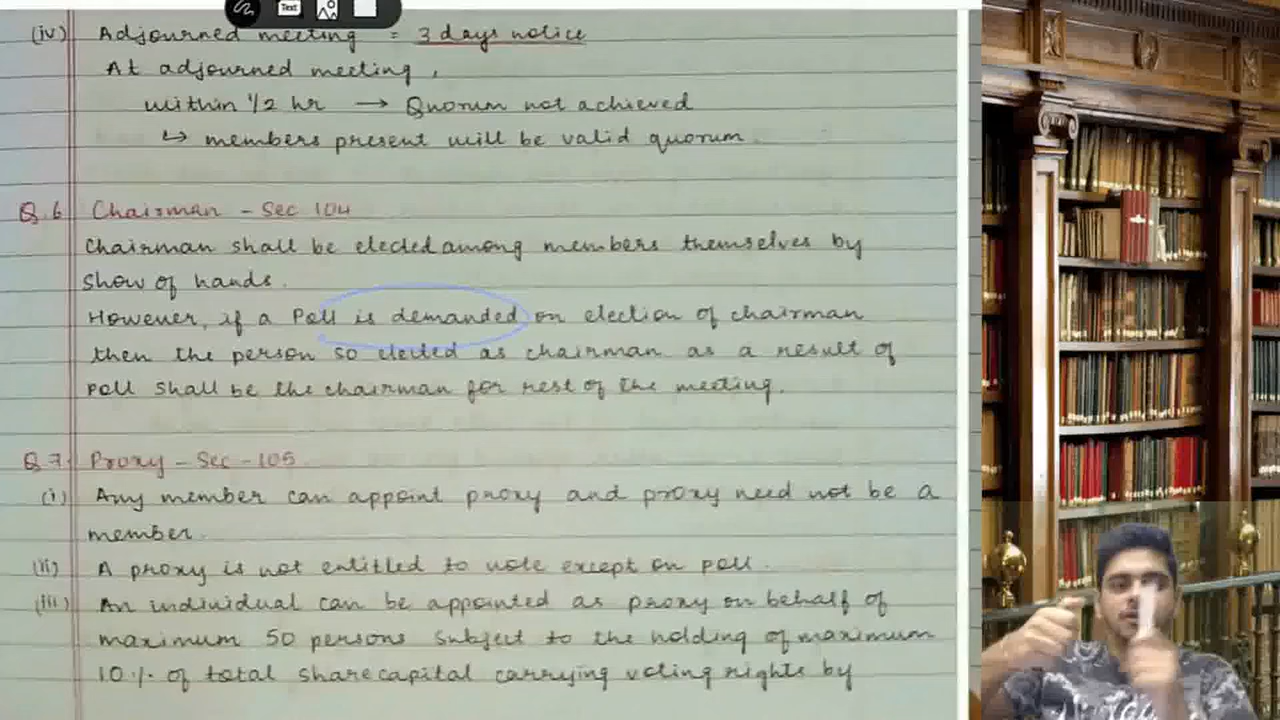 Text
(iv) Adjourned meeting = 3 days notice
At adjourned meeting,
within 1/2 hr → Quorum not achieved
↳ members present will be valid quorum.
Q.6 Chairman - Sec 104
Chairman shall be elected among members themselves by
show of hands.
However, if a Poll is demanded on election of chairman
then the person so elected as chairman as a result of
poll shall be the chairman for rest of the meeting.
Q.7 Proxy - Sec - 105
(i) Any member can appoint proxy and proxy need not be a
member.
(ii) A proxy is not entitled to vote except on poll.
(iii) An individual can be appointed as proxy on behalf of
maximum 50 persons subject to the holding of maximum
10% of total share capital carrying voting rights by